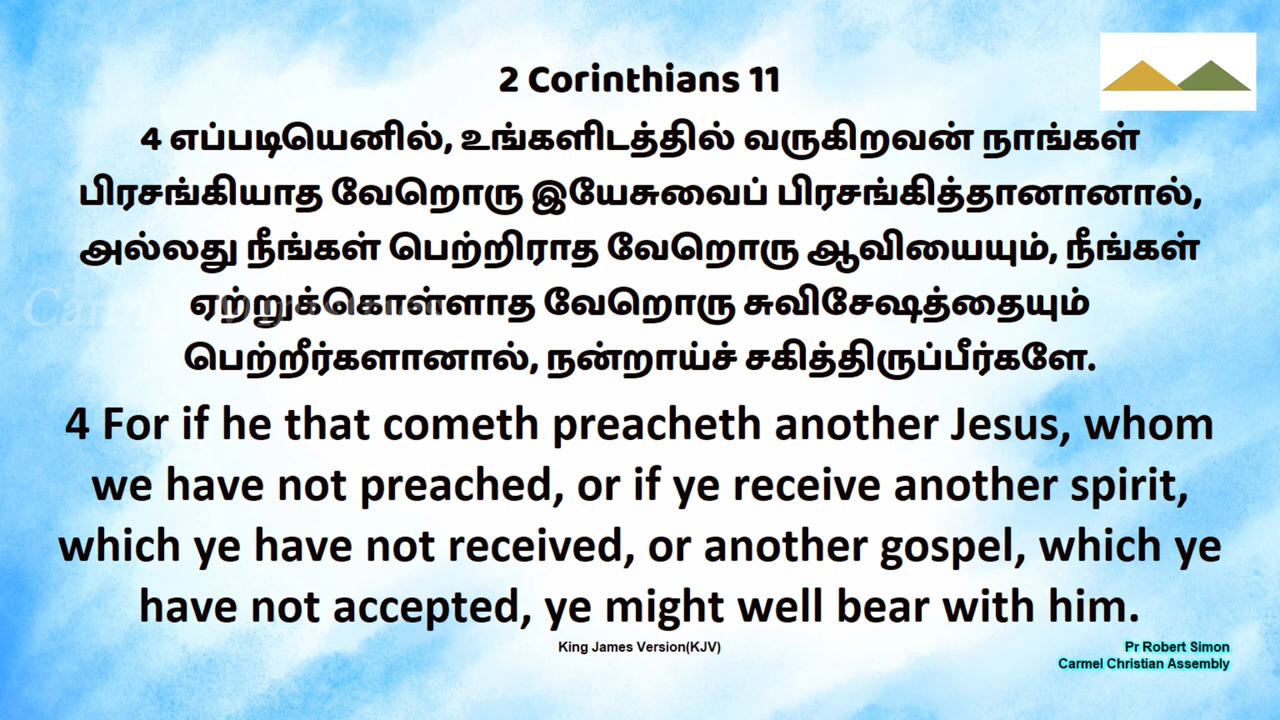 2 Corinthians 11
4 எப்படியெனில், உங்களிடத்தில் வருகிறவன் நாங்கள்
பிரசங்கியாத வேறொரு இயேசுவைப் பிரசங்கித்தானானால்,
அல்லது நீங்கள் பெற்றிராத வேறொரு ஆவியையும், நீங்கள்
ஏற்றுக்கொள்ளாத வேறொரு சுவிசேஷத்தையும்
பெற்றீர்களானால், நன்றாய்ச் சகித்திருப்பீர்களே.
4 For if he that cometh preacheth another Jesus, whom
we have not preached, or if ye receive another spirit,
which ye have not received, or another gospel, which ye
have not accepted, ye might well bear with him.
King James Version(KJV)
Pr Robert Simon
Carmel Christian Assembly